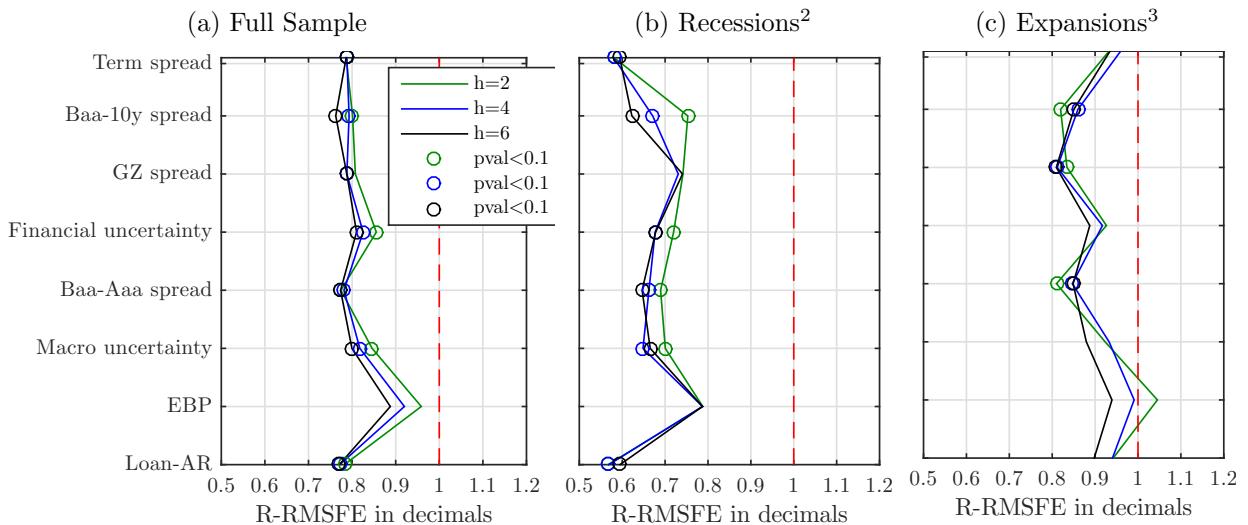 (a) Full Sample
(b) Recessions²
(c) Expansions³
Term spread
Baa-10y spread
GZ spread
Financial uncertainty
Baa-Aaa spread
Macro uncertainty
EBP
Loan-AR
h=2
h=4
h=6
pval<0.1
pval<0.1
pval<0.1
0.5 0.6 0.7 0.8 0.9 1 1.1 1.2
0.5 0.6 0.7 0.8 0.9 1 1.1 1.2
0.5 0.6 0.7 0.8 0.9 1 1.1 1.2
R-RMSFE in decimals
R-RMSFE in decimals
R-RMSFE in decimals